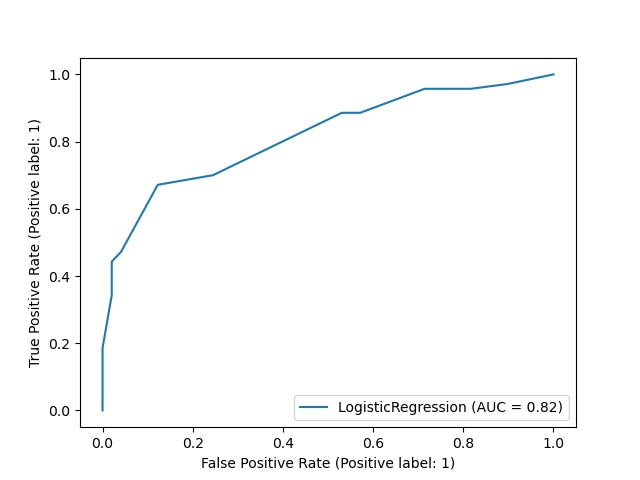 1.0
0.8
0.6
0.4
0.2
0.0
True Positive Rate (Positive label: 1)
LogisticRegression (AUC = 0.82)
0.0 0.2 0.4 0.6 0.8 1.0
False Positive Rate (Positive label: 1)